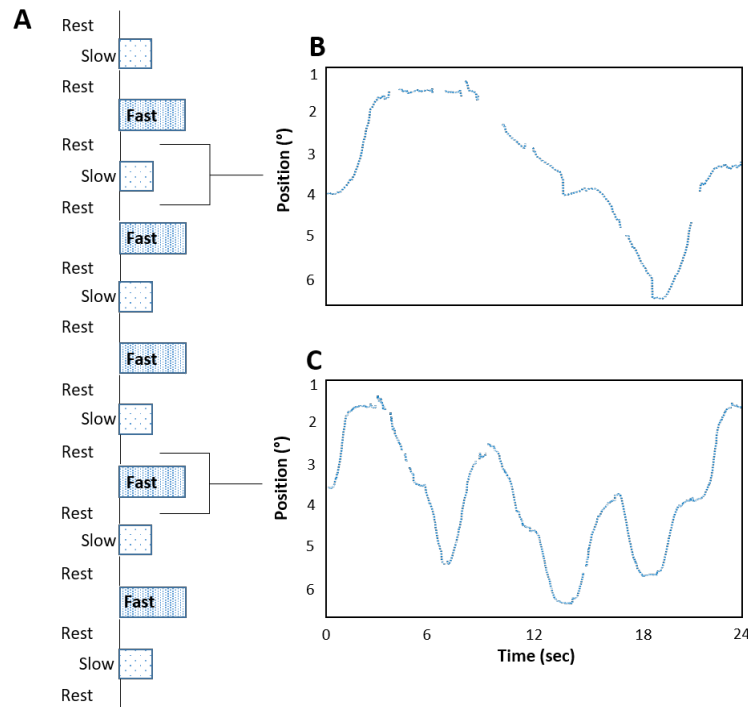 A
Rest
Slow
Rest
Fast
Rest
Slow
Rest
Fast
Rest
Slow
Rest
Fast
Rest
Slow
Rest
Fast
Rest
Slow
Rest
Fast
Rest
Slow
Rest
B
Position (°)
1
2
3
4
5
6
C
Position (°)
1
2
3
4
5
6
0 6 12 18 24
Time (sec)